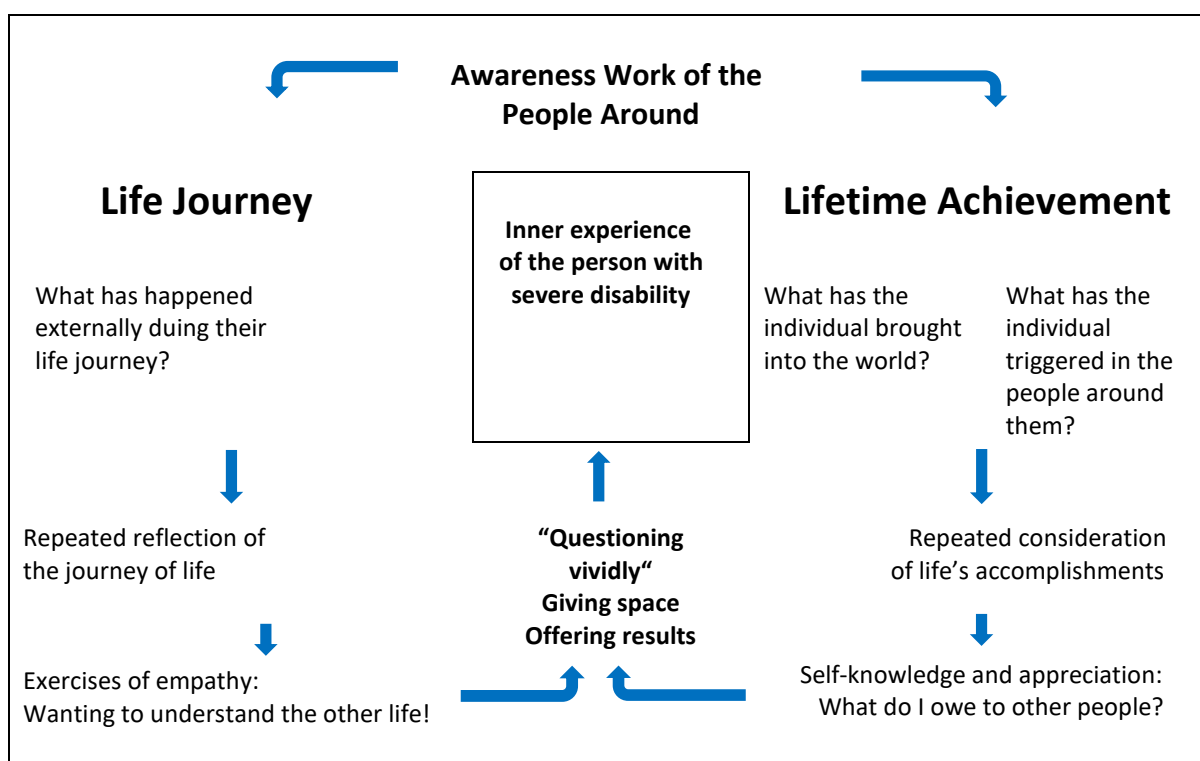 Awareness Work of the
People Around
Life Journey
What has happened
externally duing their
life journey?
Repeated reflection of
the journey of life
Exercises of empathy:
Wanting to understand the other life!
Inner experience
of the person with
severe disability
“Questioning
vividly“
Giving space
Offering results
Lifetime Achievement
What has the
individual brought
into the world?
What has the
individual
triggered in the
people around
them?
Repeated consideration
of life’s accomplishments
Self-knowledge and appreciation:
What do I owe to other people?